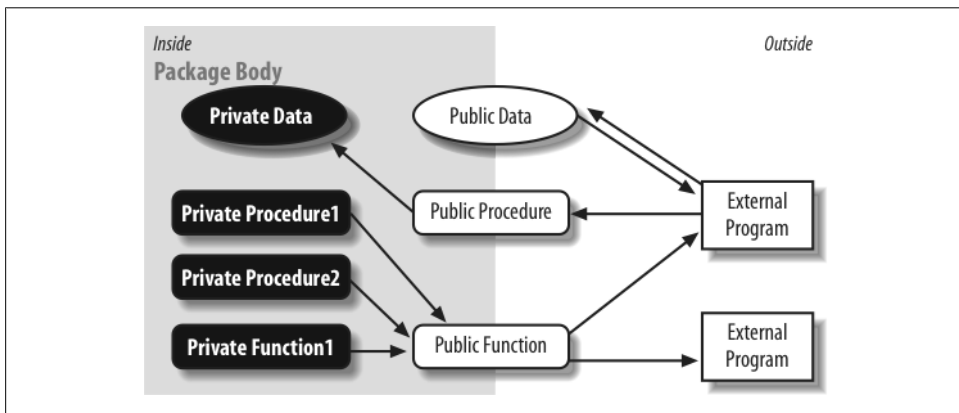 Inside
Outside
Package Body
Private Data
Public Data
Private Procedure1
Public Procedure
External
Program
Private Procedure2
Private Function1
Public Function
External
Program